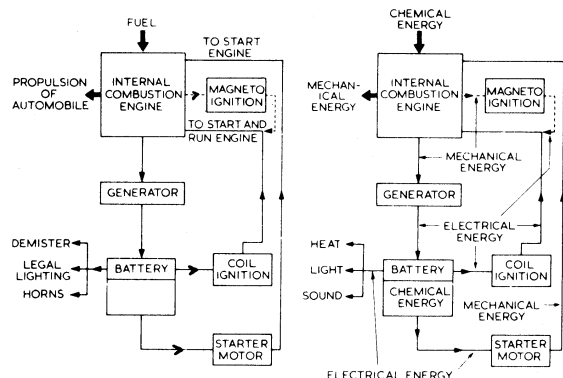 FUEL
TO START
ENGINE
PROPULSION
OF
AUTOMOBILE
INTERNAL
COMBUSTION
ENGINE
MAGNETO
IGNITION
TO START AND
RUN ENGINE
GENERATOR
DEMISTER
LEGAL
LIGHTING
HORNS
BATTERY
COIL
IGNITION
STARTER
MOTOR
CHEMICAL
ENERGY
MECHAN-
ICAL
ENERGY
INTERNAL
COMBUSTION
ENGINE
MAGNETO
IGNITION
MECHANICAL
ENERGY
GENERATOR
ELECTRICAL
ENERGY
HEAT
LIGHT
SOUND
BATTERY
CHEMICAL
ENERGY
COIL
IGNITION
MECHANICAL
ENERGY
STARTER
MOTOR
ELECTRICAL ENERGY